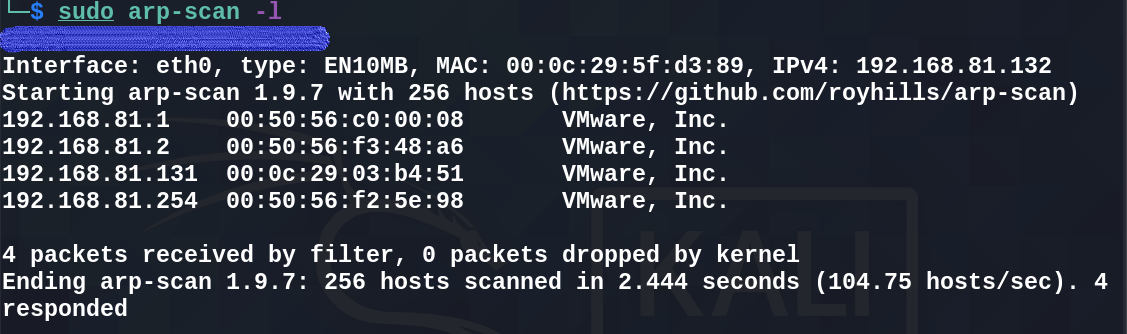 └─$ sudo arp-scan -l
Interface: eth0, type: EN10MB, MAC: 00:0c:29:5f:d3:89, IPv4: 192.168.81.132
Starting arp-scan 1.9.7 with 256 hosts (https://github.com/royhills/arp-scan)
192.168.81.1    00:50:56:c0:00:08       VMware, Inc.
192.168.81.2    00:50:56:f3:48:a6       VMware, Inc.
192.168.81.131  00:0c:29:03:b4:51       VMware, Inc.
192.168.81.254  00:50:56:f2:5e:98       VMware, Inc.
4 packets received by filter, 0 packets dropped by kernel
Ending arp-scan 1.9.7: 256 hosts scanned in 2.444 seconds (104.75 hosts/sec). 4
responded
KALI